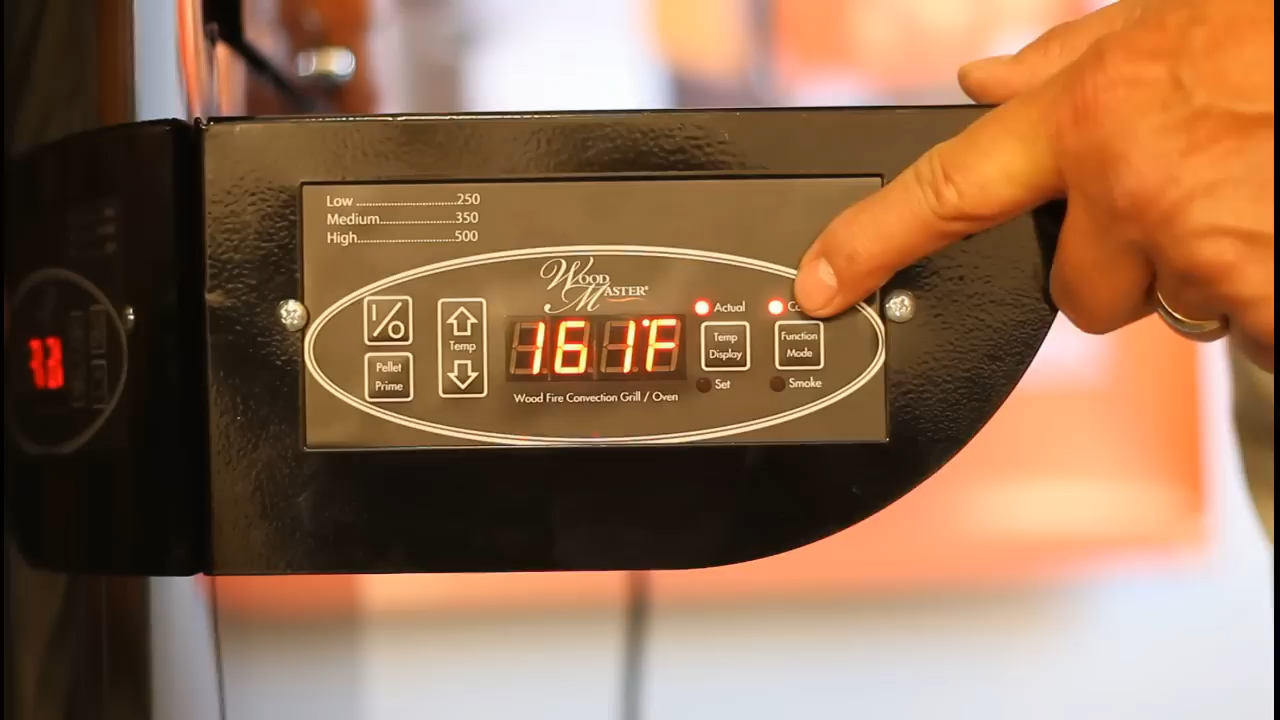 Low ..............................250
Medium.......................350
High.............................500
WOOD
MASTER®
I/O
Pellet
Prime
Temp
161°F
Wood Fire Convection Grill / Oven
Actual
Temp
Display
Set
Function
Mode
Smoke